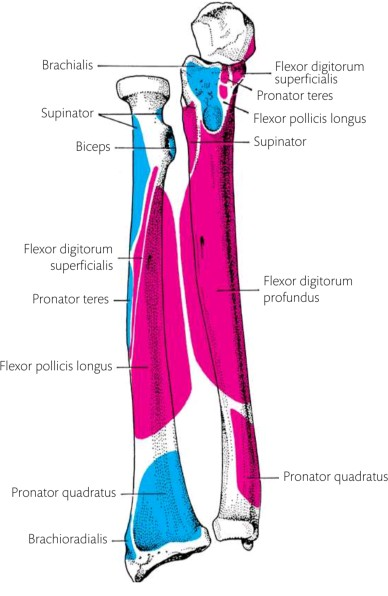 Brachialis
Supinator
Biceps
Flexor digitorum
superficialis
Pronator teres
Flexor pollicis longus
Pronator quadratus
Brachioradialis
Flexor digitorum
superficialis
Pronator teres
Flexor pollicis longus
Supinator
Flexor digitorum
profundus
Pronator quadratus